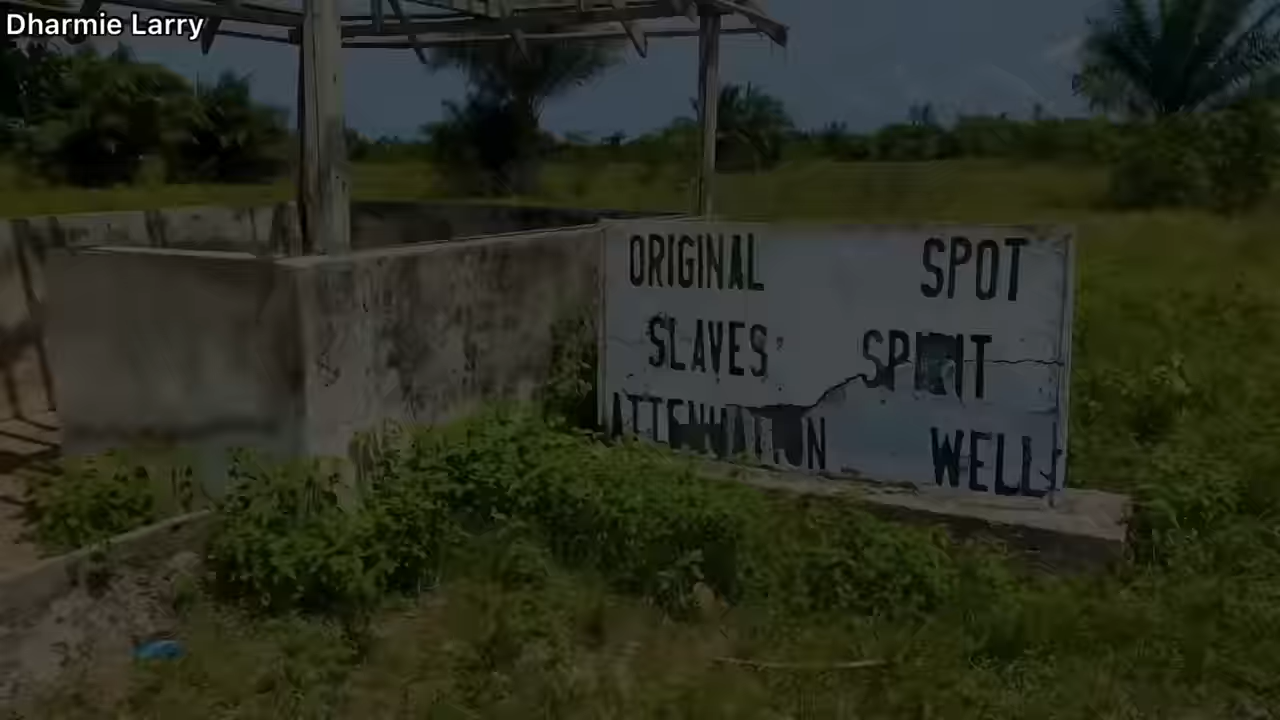 Dharmie Larry
ORIGINAL SPOT
SLAVES' SPIRIT
ATTENUATION WELL